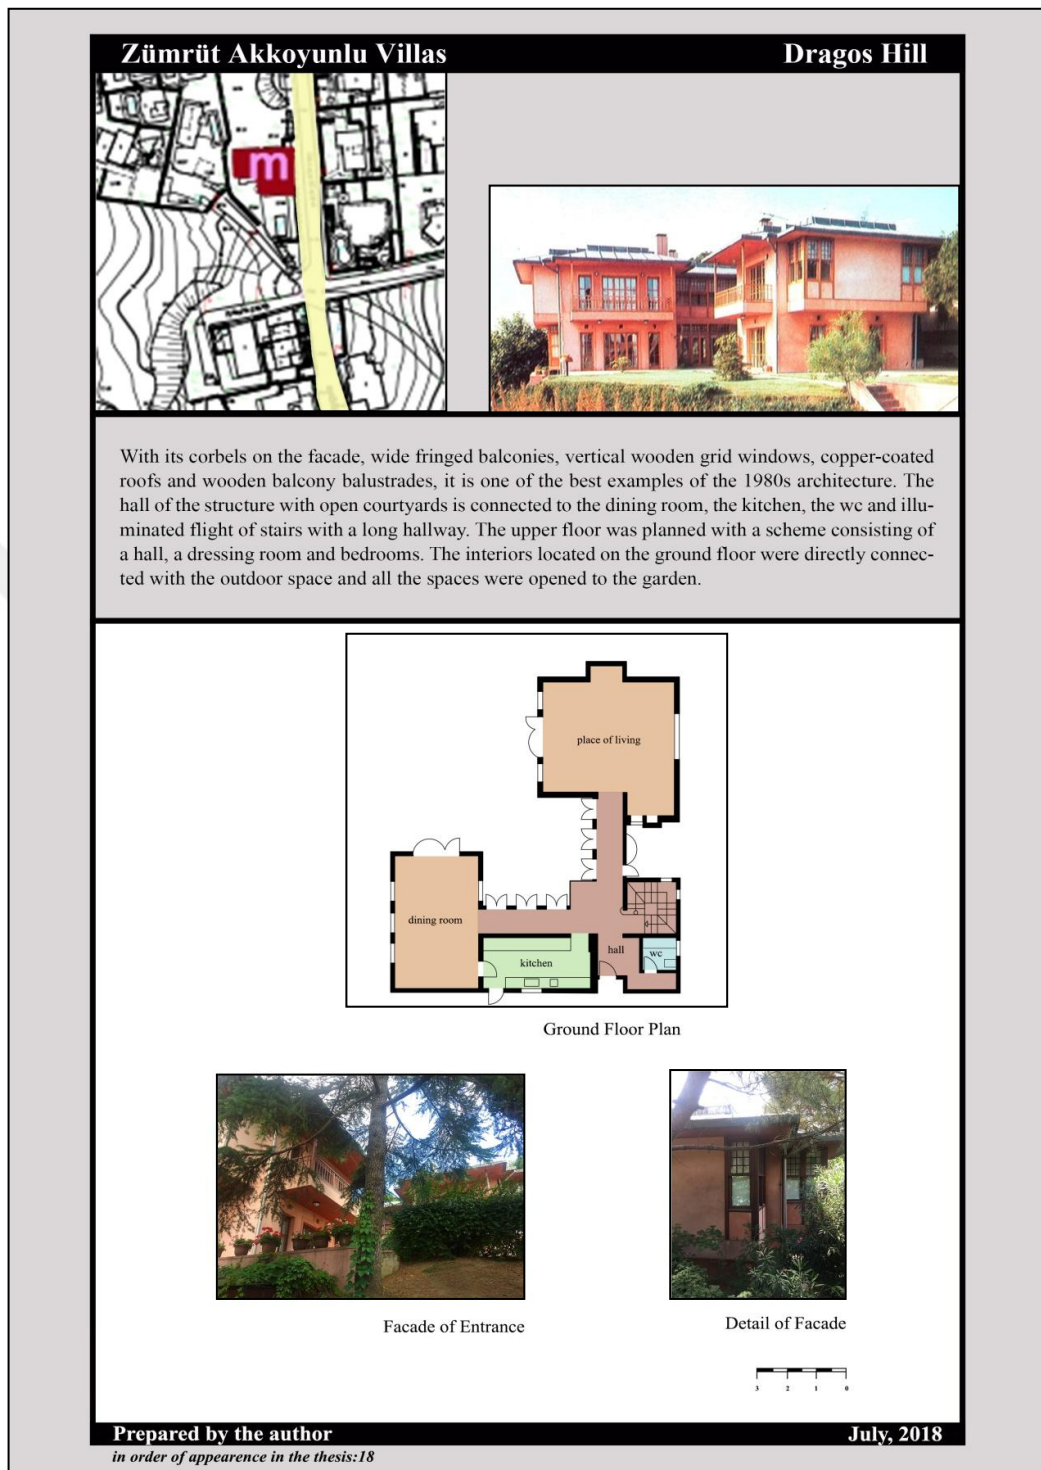 Zümrüt Akkoyunlu Villas
Dragos Hill
m
With its corbels on the facade, wide fringed balconies, vertical wooden grid windows, copper-coated
roofs and wooden balcony balustrades, it is one of the best examples of the 1980s architecture. The
hall of the structure with open courtyards is connected to the dining room, the kitchen, the wc and illu-
minated flight of stairs with a long hallway. The upper floor was planned with a scheme consisting of
a hall, a dressing room and bedrooms. The interiors located on the ground floor were directly connec-
ted with the outdoor space and all the spaces were opened to the garden.
place of living
dining room
kitchen
hall
wc
Ground Floor Plan
Facade of Entrance
Detail of Facade
3 2 1 0
Prepared by the author
July, 2018
in order of appearence in the thesis:18